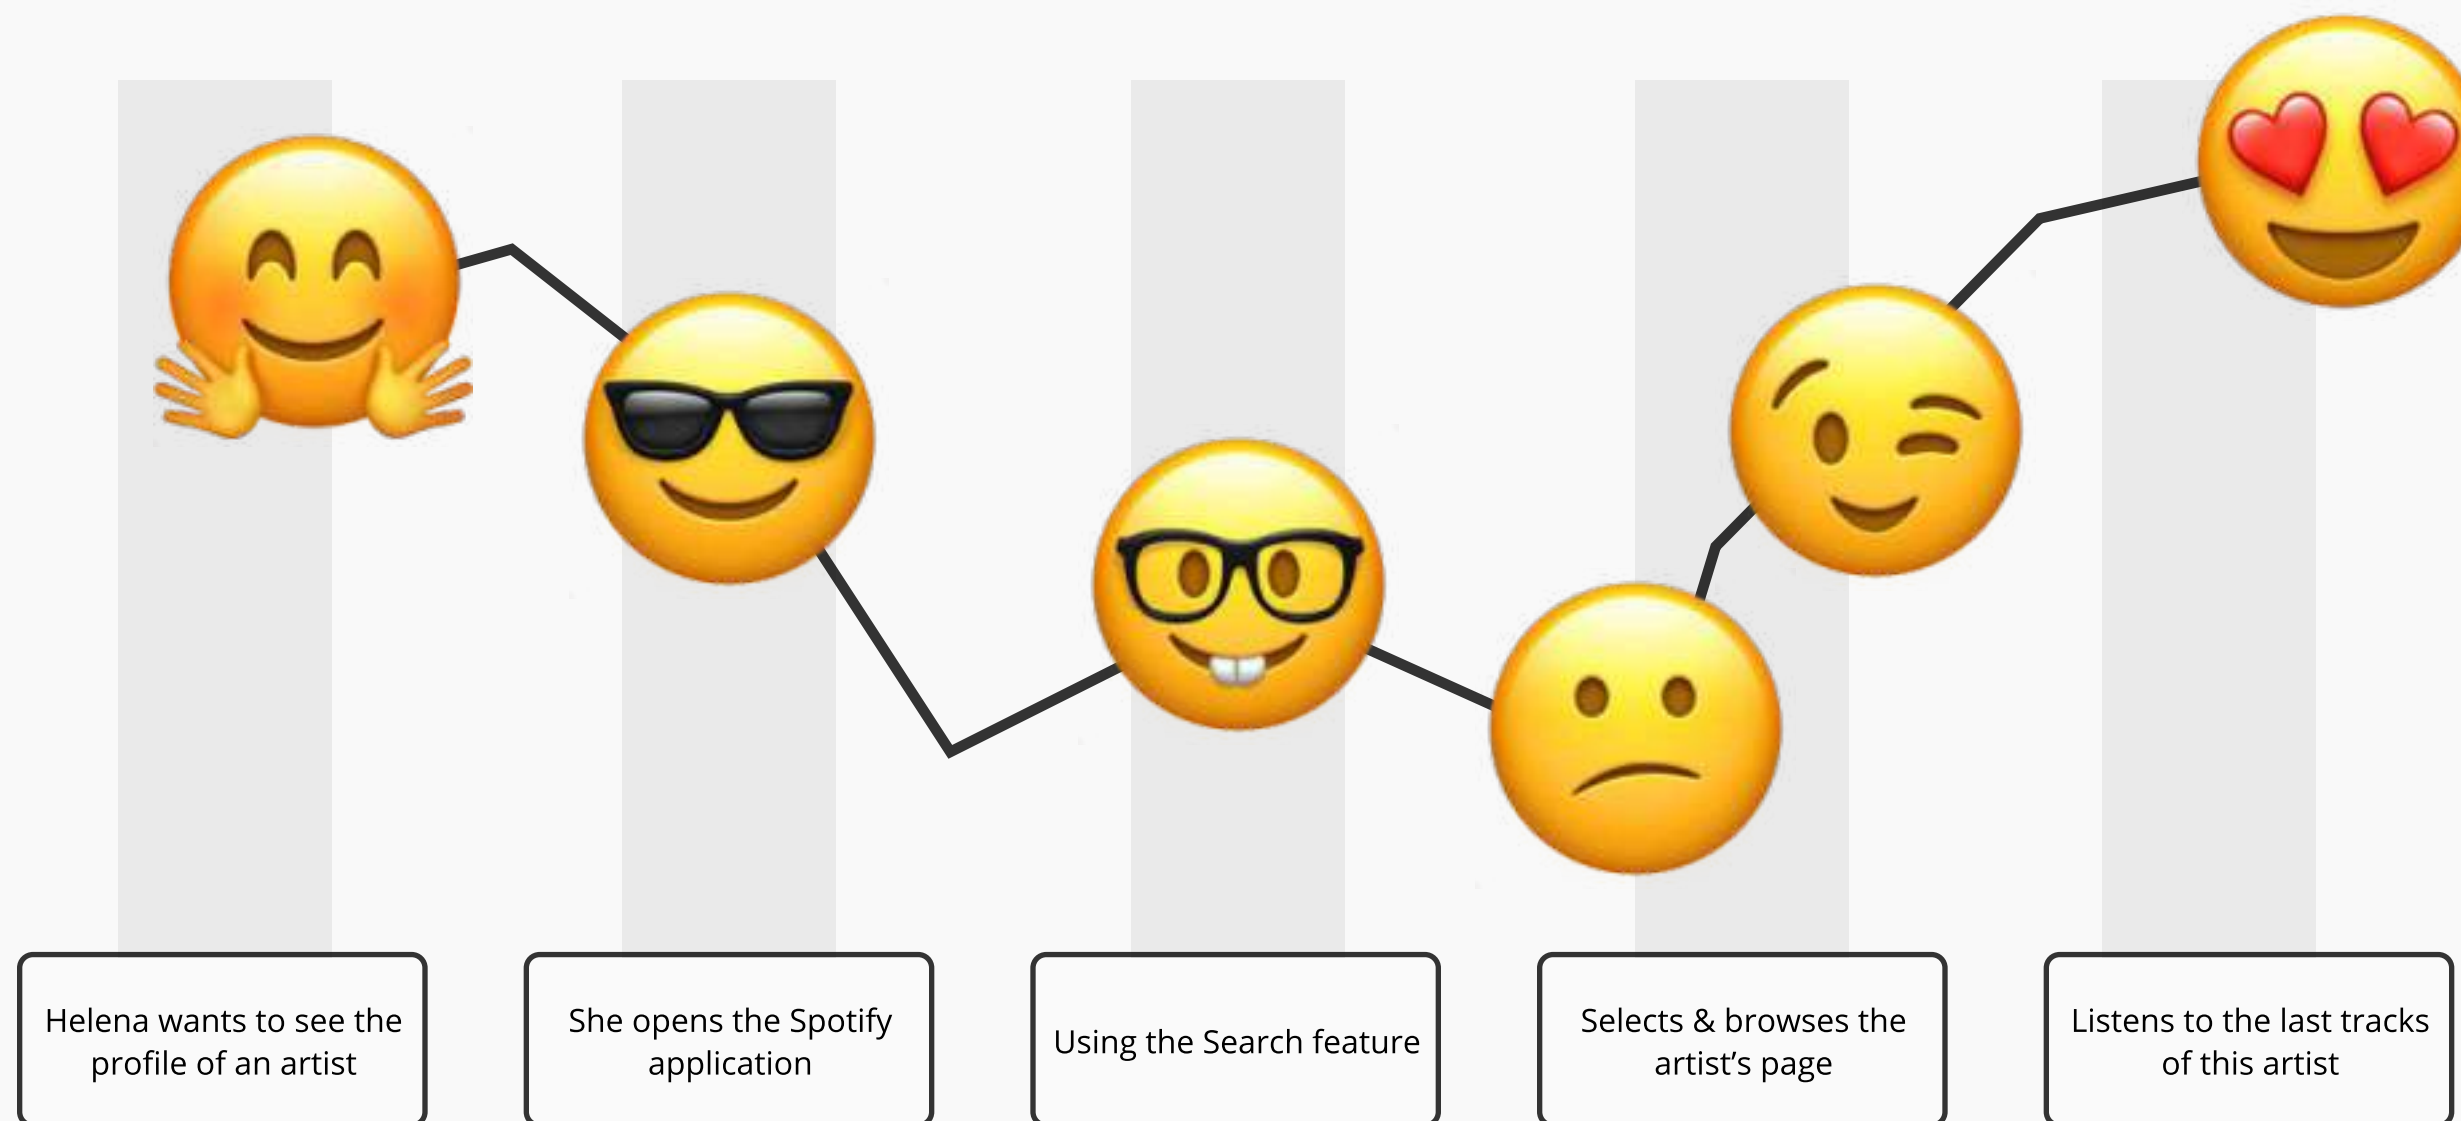 Helena wants to see the
profile of an artist
She opens the Spotify
application
Using the Search feature
Selects & browses the
artist’s page
Listens to the last tracks
of this artist